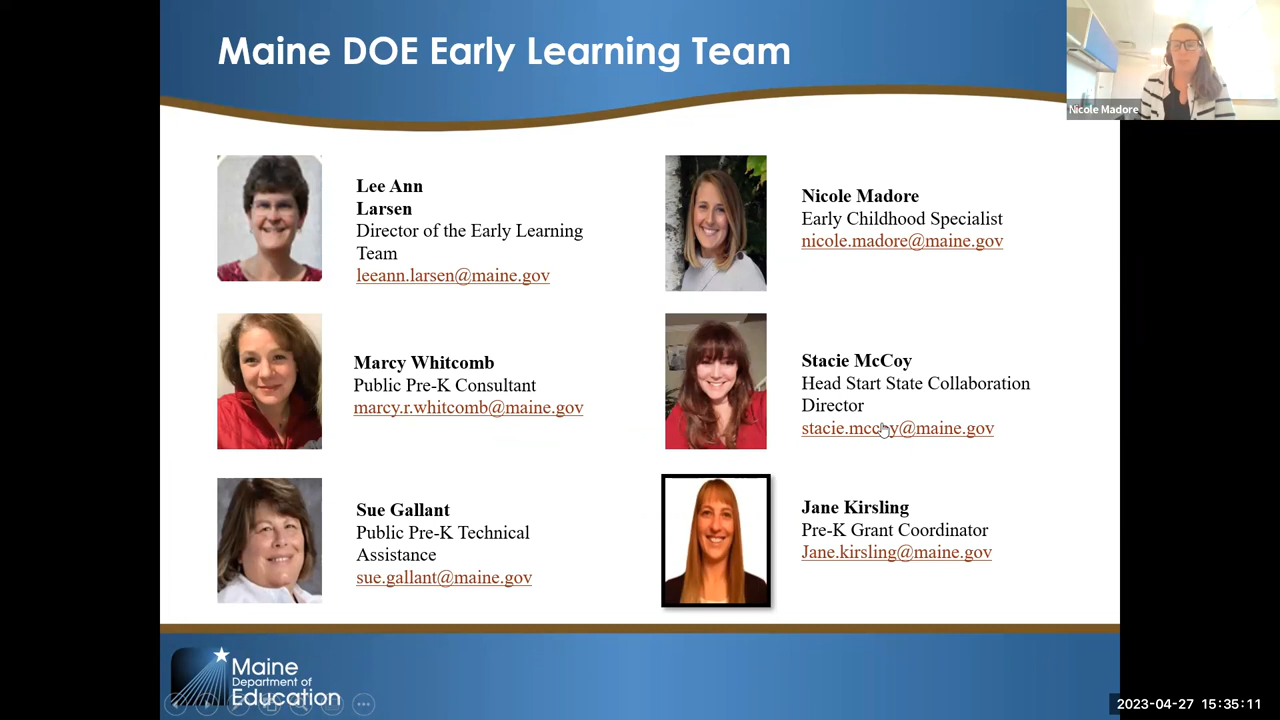 Maine DOE Early Learning Team
Nicole Madore
Lee Ann
Larsen
Director of the Early Learning
Team
leeann.larsen@maine.gov
Nicole Madore
Early Childhood Specialist
nicole.madore@maine.gov
Marcy Whitcomb
Public Pre-K Consultant
marcy.r.whitcomb@maine.gov
Stacie McCoy
Head Start State Collaboration
Director
stacie.mccoy@maine.gov
Sue Gallant
Public Pre-K Technical
Assistance
sue.gallant@maine.gov
Jane Kirsling
Pre-K Grant Coordinator
Jane.kirsling@maine.gov
Maine
Department of
Education
2023-04-27 15:35:11